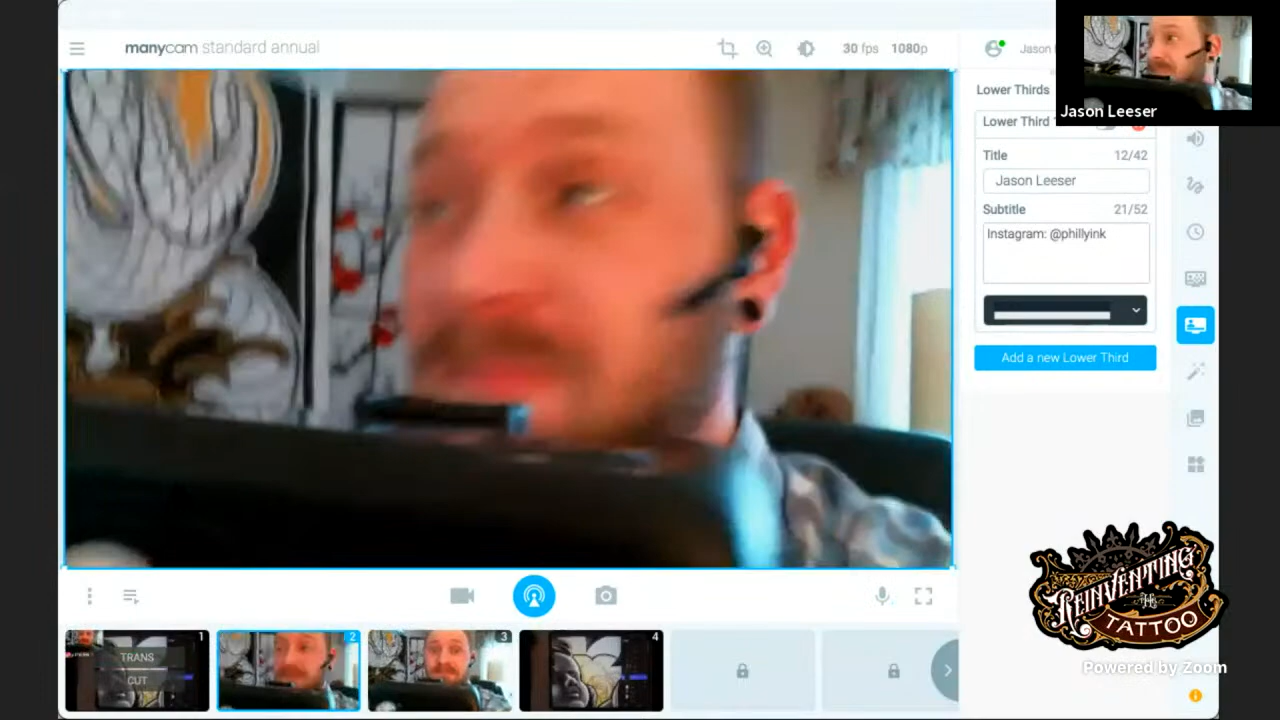 manycam standard annual
30 fps 1080p
Jason
Jason Leeser
Lower Thirds
Lower Third
Title 12/42
Jason Leeser
Subtitle 21/52
Instagram: @phillyink
Add a new Lower Third
1
TRANS
CUT
2
3
4
REINVENTING
THE
TATTOO
Powered by Zoom